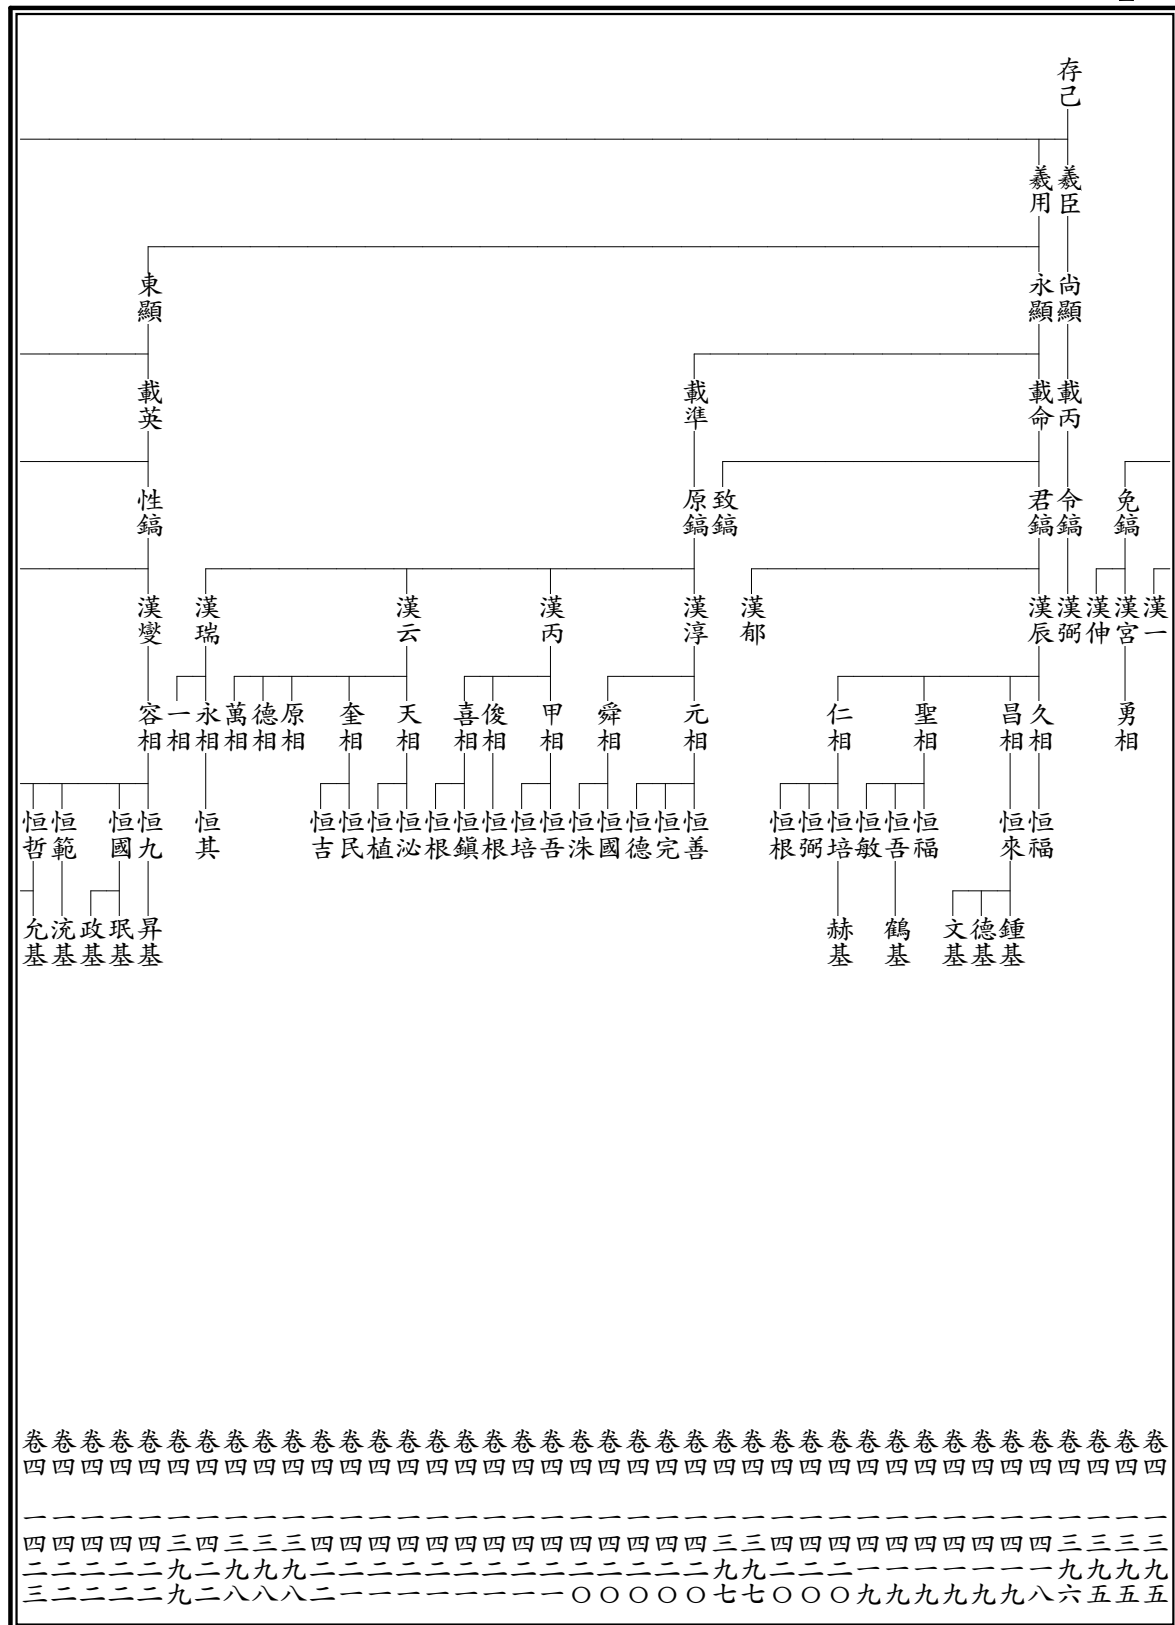 漢一 卷四 一三九五
免鎬 漢宮 勇相 卷四 一三九五
漢伸 卷四 一三九五
存己 羲臣 尙顯 載丙 令鎬 漢弼 卷四 一三九六
羲用 永顯 載命 君鎬 漢辰 久相 恒福 卷四 一四一八
昌相 恒來 鍾基 卷四 一四一九
德基 卷四 一四一九
文基 卷四 一四一九
聖相 恒福 卷四 一四一九
恒吾 鶴基 卷四 一四一九
恒敏 卷四 一四一九
仁相 恒培 赫基 卷四 一四二〇
恒弼 卷四 一四二〇
恒根 卷四 一四二〇
漢郁 卷四 一三九七
致鎬 卷四 一三九七
載準 原鎬 漢淳 元相 恒善 卷四 一四二〇
恒完 卷四 一四二〇
恒德 卷四 一四二〇
舜相 恒國 卷四 一四二〇
恒洙 卷四 一四二〇
漢丙 甲相 恒吾 卷四 一四二一
恒培 卷四 一四二一
俊相 恒根 卷四 一四二一
喜相 恒鎭 卷四 一四二一
恒根 卷四 一四二一
漢云 天相 恒泌 卷四 一四二一
恒植 卷四 一四二一
奎相 恒民 卷四 一四二一
恒吉 卷四 一四二二
原相 卷四 一三九八
德相 卷四 一三九八
萬相 卷四 一三九八
漢瑞 永相 恒其 卷四 一四二二
一相 卷四 一三九九
東顯 載英 性鎬 漢燮 容相 恒九 昇基 卷四 一四二二
恒國 珉基 卷四 一四二二
政基 卷四 一四二二
恒範 流基 卷四 一四二二
恒哲 允基 卷四 一四二三